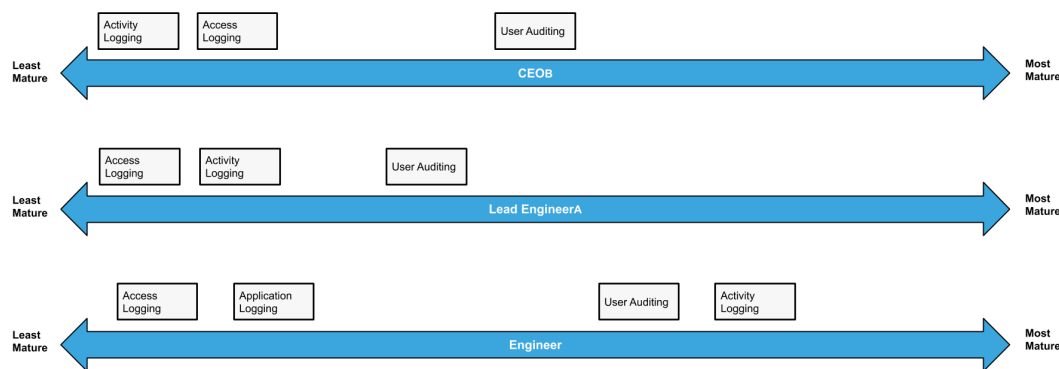 Activity
Logging
Access
Logging
User Auditing
Least
Mature
CEOB
Most
Mature
Access
Logging
Activity
Logging
User Auditing
Least
Mature
Lead EngineerA
Most
Mature
Access
Logging
Application
Logging
User Auditing
Activity
Logging
Least
Mature
Engineer
Most
Mature